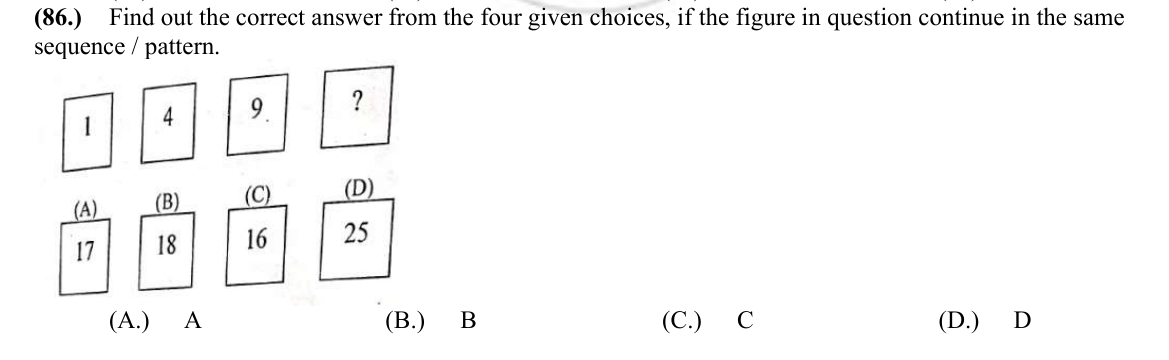 (86.) Find out the correct answer from the four given choices, if the figure in question continue in the same
sequence / pattern.
1 4 9. ?
(A) (B) (C) (D)
17 18 16 25
(A.) A (B.) B (C.) C (D.) D